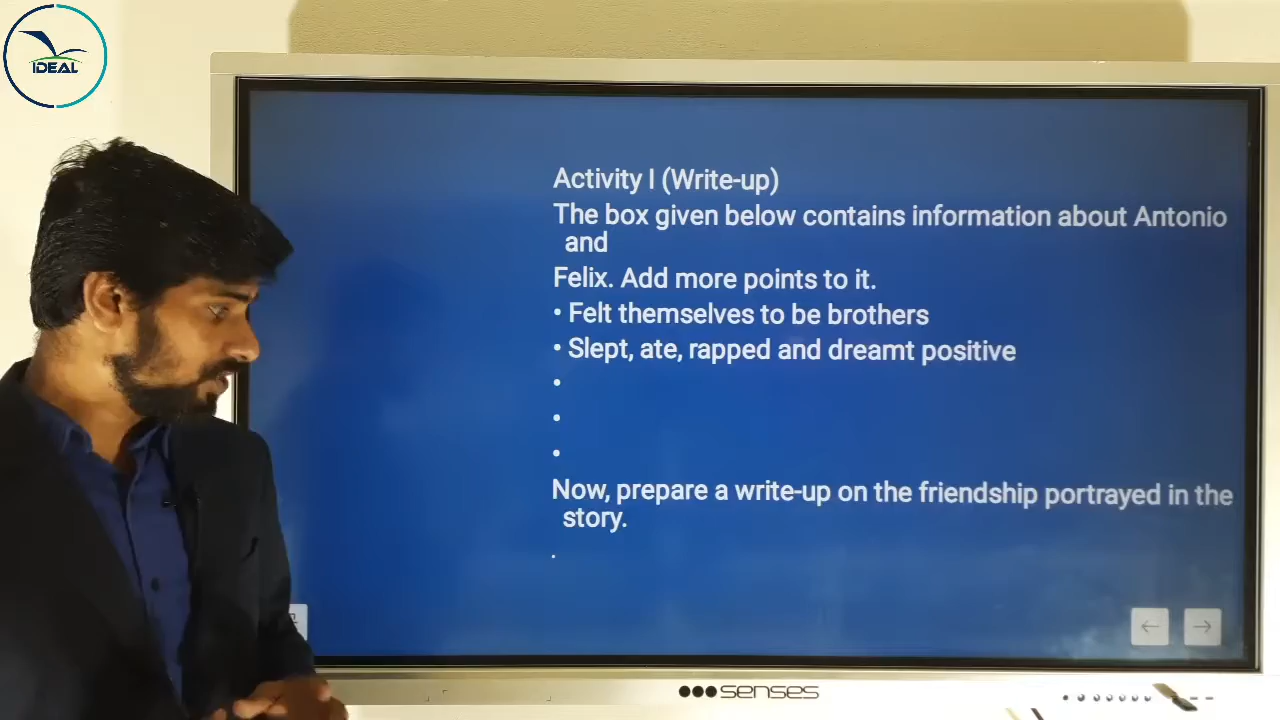 IDEAL
Activity I (Write-up)
The box given below contains information about Antonio
and
Felix. Add more points to it.
• Felt themselves to be brothers
• Slept, ate, rapped and dreamt positive
•
•
•
Now, prepare a write-up on the friendship portrayed in the
story.
.
senses